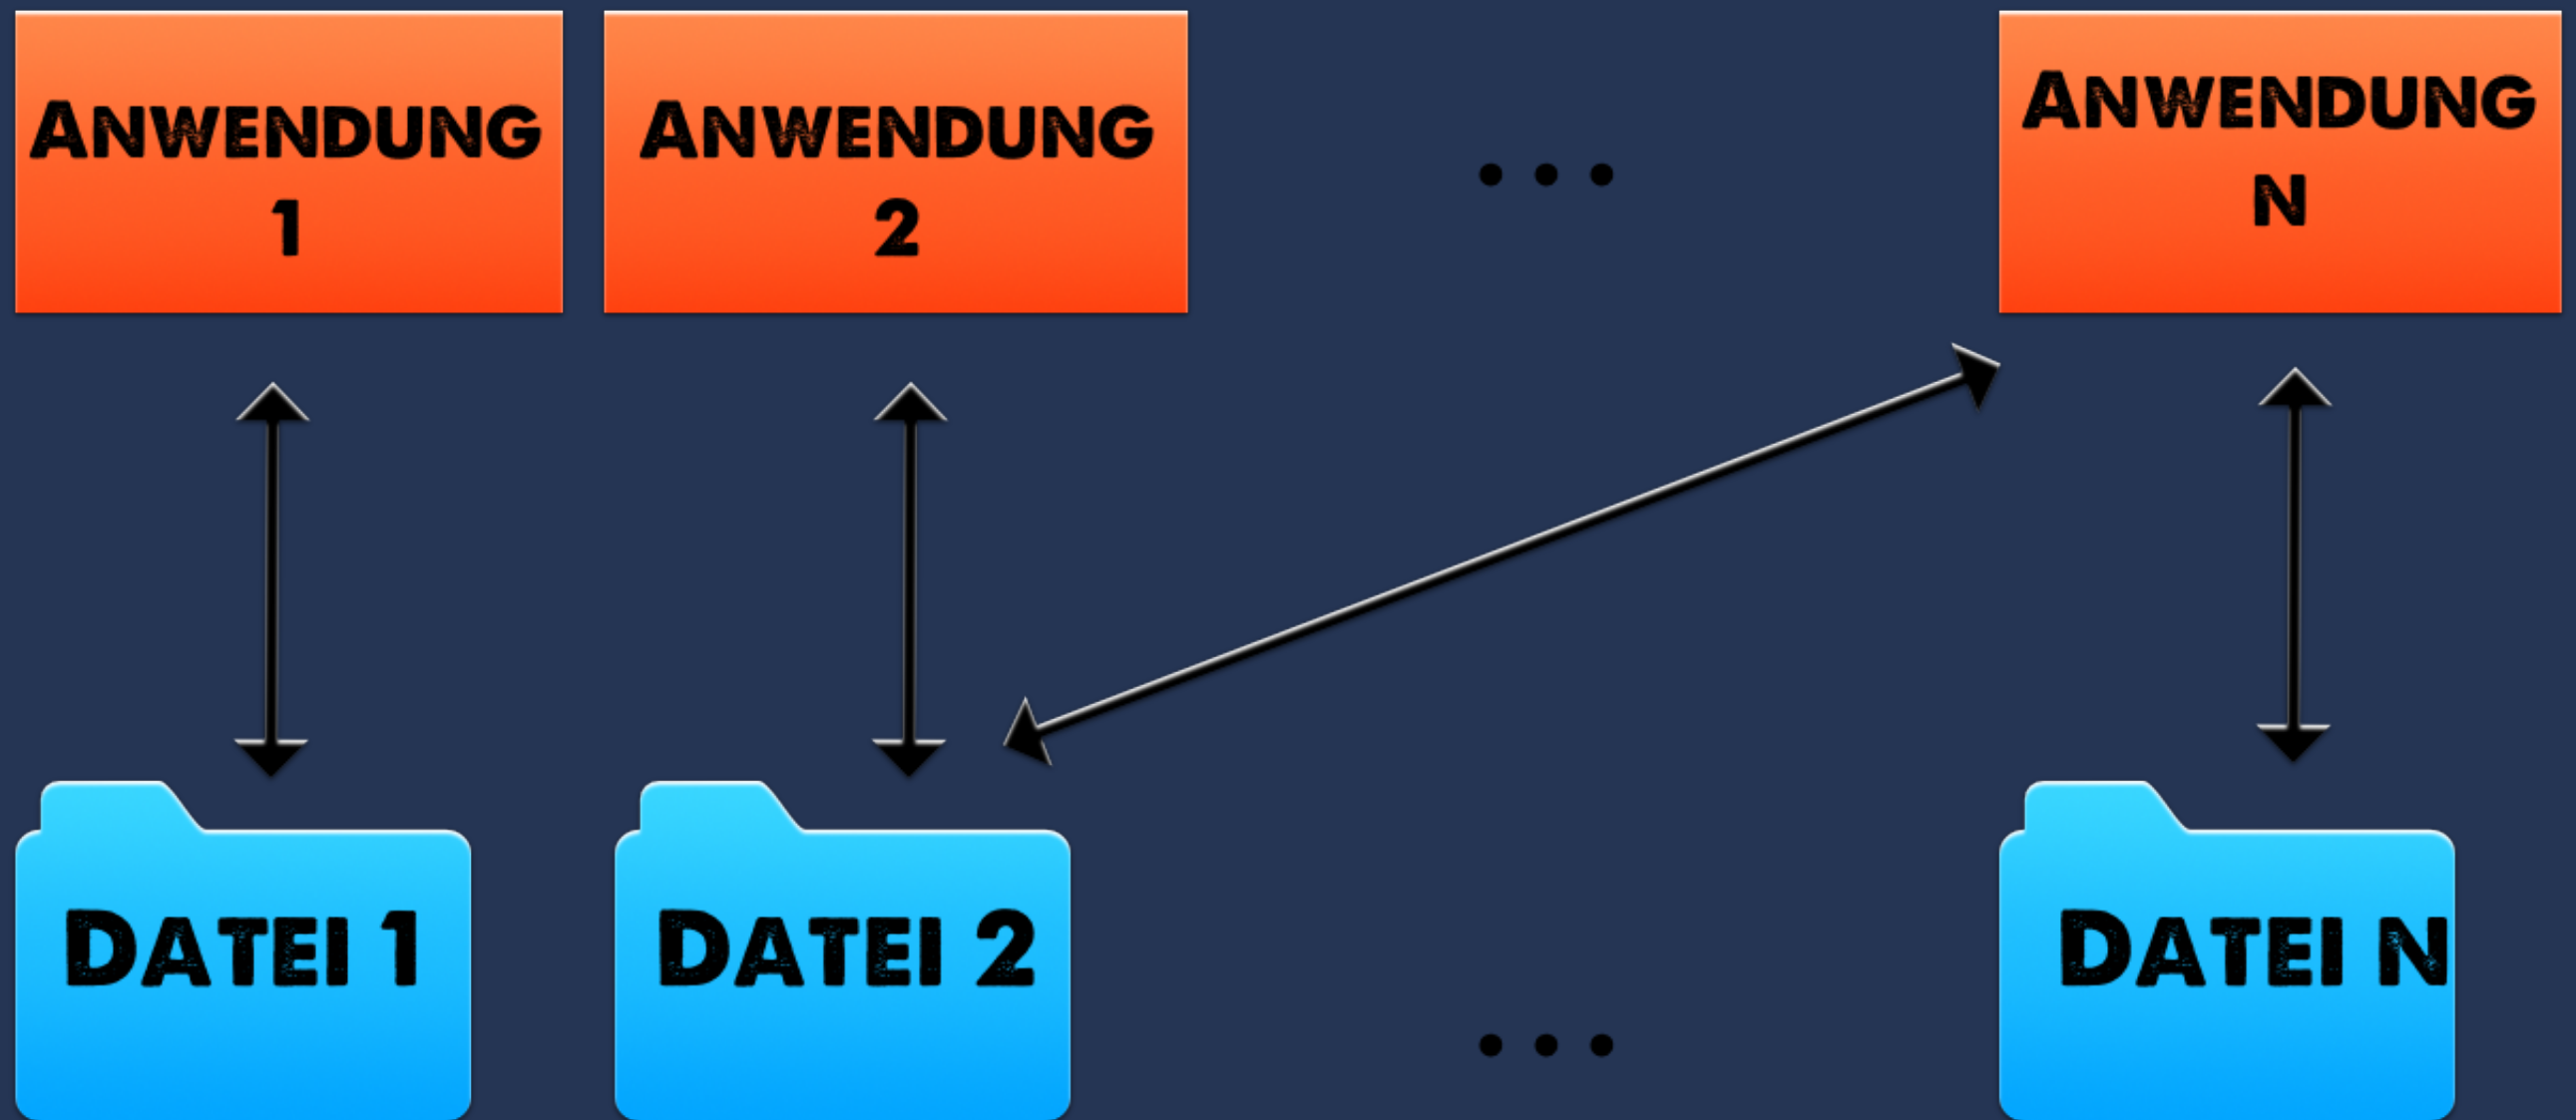 Anwendung
1
Anwendung
2
...
Anwendung
N
Datei 1
Datei 2
...
Datei N